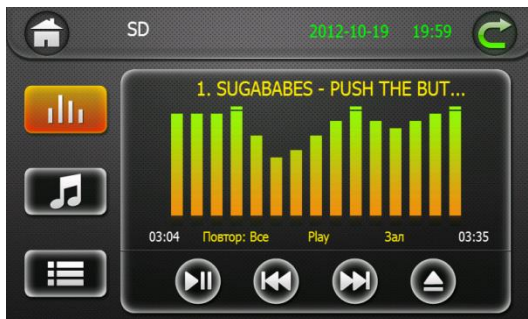 SD 2012-10-19 19:59
1. SUGABABES - PUSH THE BUT...
03:04 Повтор: Все Play Зал 03:35